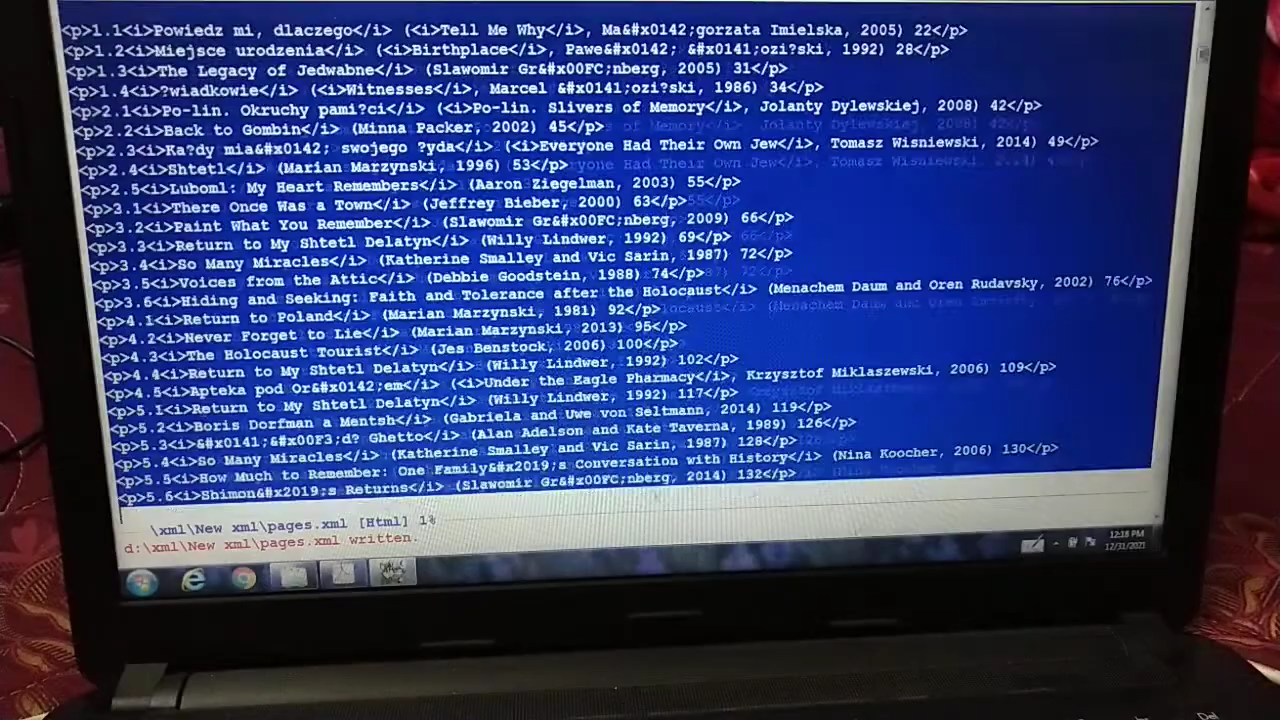 <p>1.1<i>Powiedz mi, dlaczego</i> (<i>Tell Me Why</i>, Ma&#x0142;gorzata Imielska, 2005) 22</p>
<p>1.2<i>Miejsce urodzenia</i> (<i>Birthplace</i>, Pawe&#x0142; &#x0141;ozi?ski, 1992) 28</p>
<p>1.3<i>The Legacy of Jedwabne</i> (Slawomir Gr&#x00FC;nberg, 2005) 31</p>
<p>1.4<i>?wiadkowie</i> (<i>Witnesses</i>, Marcel &#x0141;ozi?ski, 1986) 34</p>
<p>2.1<i>Po-lin. Okruchy pami?ci</i> (<i>Po-lin. Slivers of Memory</i>, Jolanty Dylewskiej, 2008) 42</p>
<p>2.2<i>Back to Gombin</i> (Minna Packer, 2002) 45</p>
<p>2.3<i>Ka?dy mia&#x0142; swojego ?yda</i> (<i>Everyone Had Their Own Jew</i>, Tomasz Wisniewski, 2014) 49</p>
<p>2.4<i>Shtetl</i> (Marian Marzynski, 1996) 53</p>
<p>2.5<i>Luboml: My Heart Remembers</i> (Aaron Ziegelman, 2003) 55</p>
<p>3.1<i>There Once Was a Town</i> (Jeffrey Bieber, 2000) 63</p>
<p>3.2<i>Paint What You Remember</i> (Slawomir Gr&#x00FC;nberg, 2009) 66</p>
<p>3.3<i>Return to My Shtetl Delatyn</i> (Willy Lindwer, 1992) 69</p>
<p>3.4<i>So Many Miracles</i> (Katherine Smalley and Vic Sarin, 1987) 72</p>
<p>3.5<i>Voices from the Attic</i> (Debbie Goodstein, 1988) 74</p>
<p>3.6<i>Hiding and Seeking: Faith and Tolerance after the Holocaust</i> (Menachem Daum and Oren Rudavsky, 2002) 76</p>
<p>4.1<i>Return to Poland</i> (Marian Marzynski, 1981) 92</p>
<p>4.2<i>Never Forget to Lie</i> (Marian Marzynski, 2013) 95</p>
<p>4.3<i>The Holocaust Tourist</i> (Jes Benstock, 2006) 100</p>
<p>4.4<i>Return to My Shtetl Delatyn</i> (Willy Lindwer, 1992) 102</p>
<p>4.5<i>Apteka pod Or&#x0142;em</i> (<i>Under the Eagle Pharmacy</i>, Krzysztof Miklaszewski, 2006) 109</p>
<p>5.1<i>Return to My Shtetl Delatyn</i> (Willy Lindwer, 1992) 117</p>
<p>5.2<i>Boris Dorfman a Mentsh</i> (Gabriela and Uwe von Seltmann, 2014) 119</p>
<p>5.3<i>&#x0141;&#x00F3;d? Ghetto</i> (Alan Adelson and Kate Taverna, 1989) 126</p>
<p>5.4<i>So Many Miracles</i> (Katherine Smalley and Vic Sarin, 1987) 128</p>
<p>5.5<i>How Much to Remember: One Family&#x2019;s Conversation with History</i> (Nina Koocher, 2006) 130</p>
<p>5.6<i>Shimon&#x2019;s Returns</i> (Slawomir Gr&#x00FC;nberg, 2014) 132</p>
\xml\New xml\pages.xml [Html] 1%
d:\xml\New xml\pages.xml written.
12:18 PM
12/31/2021